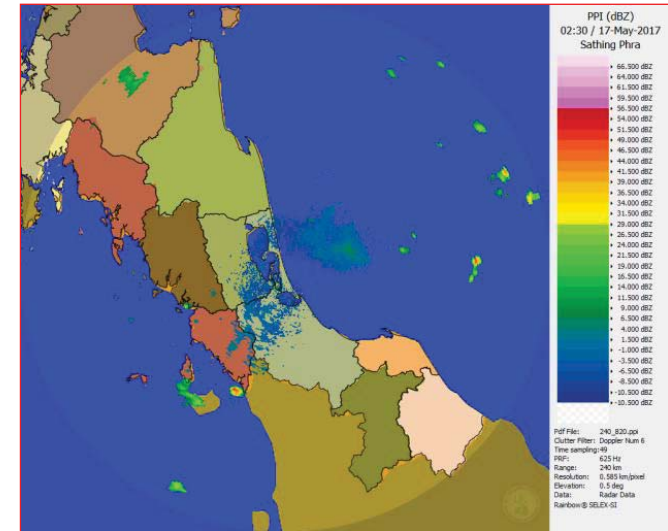 PPI (dBZ)
02:30 / 17-May-2017
Sathing Phra
66.500 dBZ
64.000 dBZ
61.500 dBZ
59.500 dBZ
56.500 dBZ
54.000 dBZ
51.500 dBZ
49.000 dBZ
46.500 dBZ
44.000 dBZ
41.500 dBZ
39.000 dBZ
36.500 dBZ
34.000 dBZ
31.500 dBZ
29.000 dBZ
26.500 dBZ
24.000 dBZ
21.500 dBZ
19.000 dBZ
16.500 dBZ
14.000 dBZ
11.500 dBZ
9.000 dBZ
6.500 dBZ
4.000 dBZ
1.500 dBZ
-1.000 dBZ
-3.500 dBZ
-6.000 dBZ
-8.500 dBZ
-10.500 dBZ
-10.500 dBZ
Pdf File: 240_B20.ppi
Clutter Filter: Doppler Num 6
Time sampling:49
PRF: 625 Hz
Range: 240 km
Resolution: 0.585 km/pixel
Elevation: 0.5 deg
Data: Radar Data
Rainbow® SELEX-SI